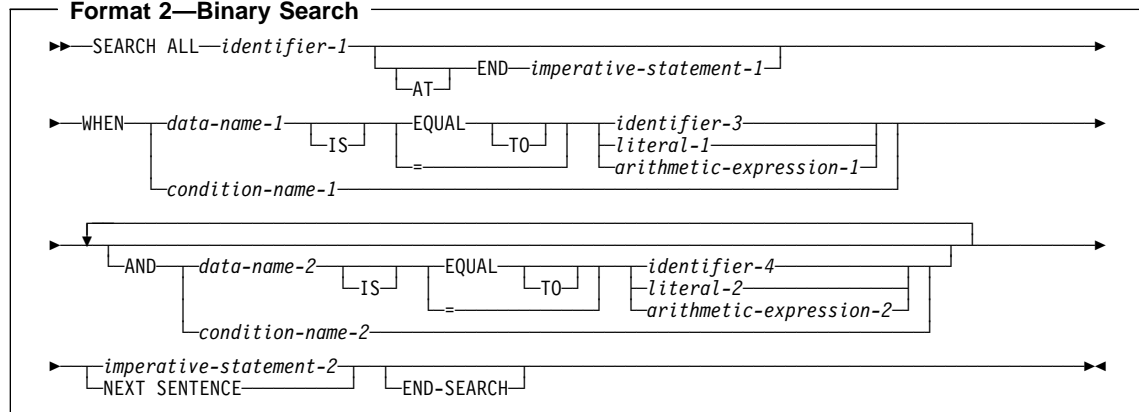 Format 2—Binary Search
SEARCH ALL identifier-1
END imperative-statement-1
AT
WHEN data-name-1 EQUAL identifier-3
IS TO literal-1
= arithmetic-expression-1
condition-name-1
AND data-name-2 EQUAL identifier-4
IS TO literal-2
= arithmetic-expression-2
condition-name-2
imperative-statement-2
NEXT SENTENCE END-SEARCH